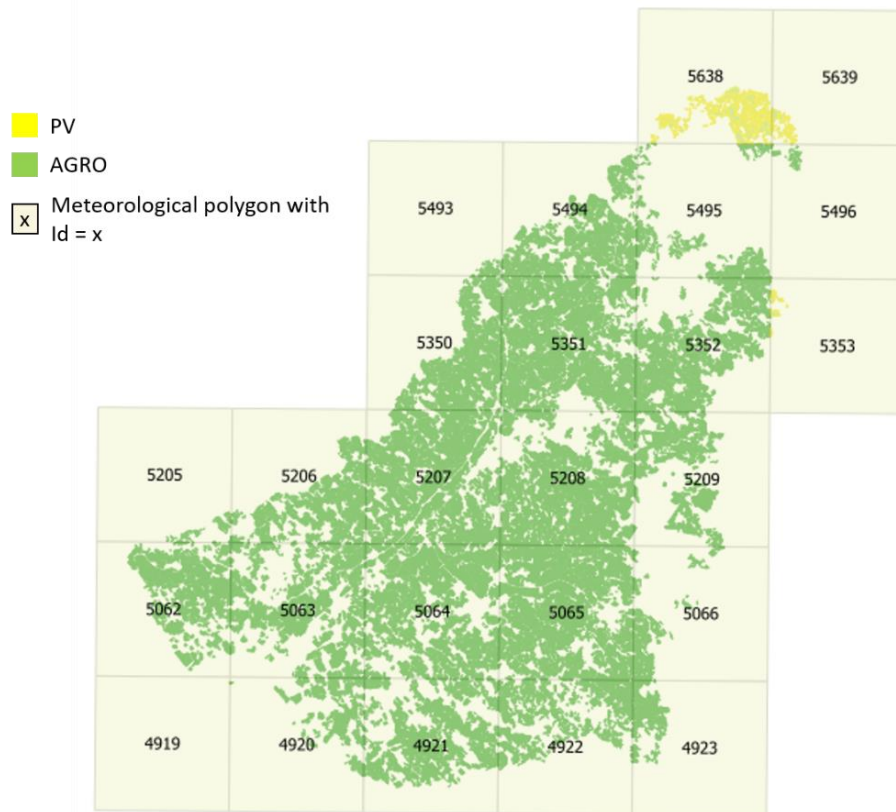 5638 5639
PV
AGRO
x Meteorological polygon with
Id = x
5493 5494 5495 5496
5350 5351 5352 5353
5205 5206 5207 5208 5209
5062 5063 5064 5065 5066
4919 4920 4921 4922 4923